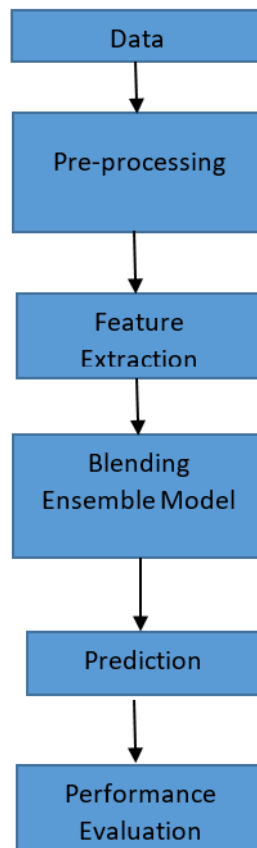 Data
Pre-processing
Feature
Extraction
Blending
Ensemble Model
Prediction
Performance
Evaluation